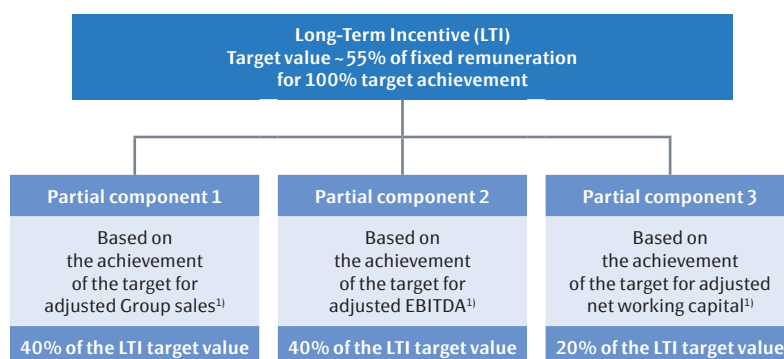 Long-Term Incentive (LTI)
Target value ~55% of fixed remuneration
for 100% target achievement
Partial component 1
Based on
the achievement
of the target for
adjusted Group sales¹⁾
40% of the LTI target value
Partial component 2
Based on
the achievement
of the target for
adjusted EBITDA¹⁾
40% of the LTI target value
Partial component 3
Based on
the achievement
of the target for adjusted
net working capital¹⁾
20% of the LTI target value